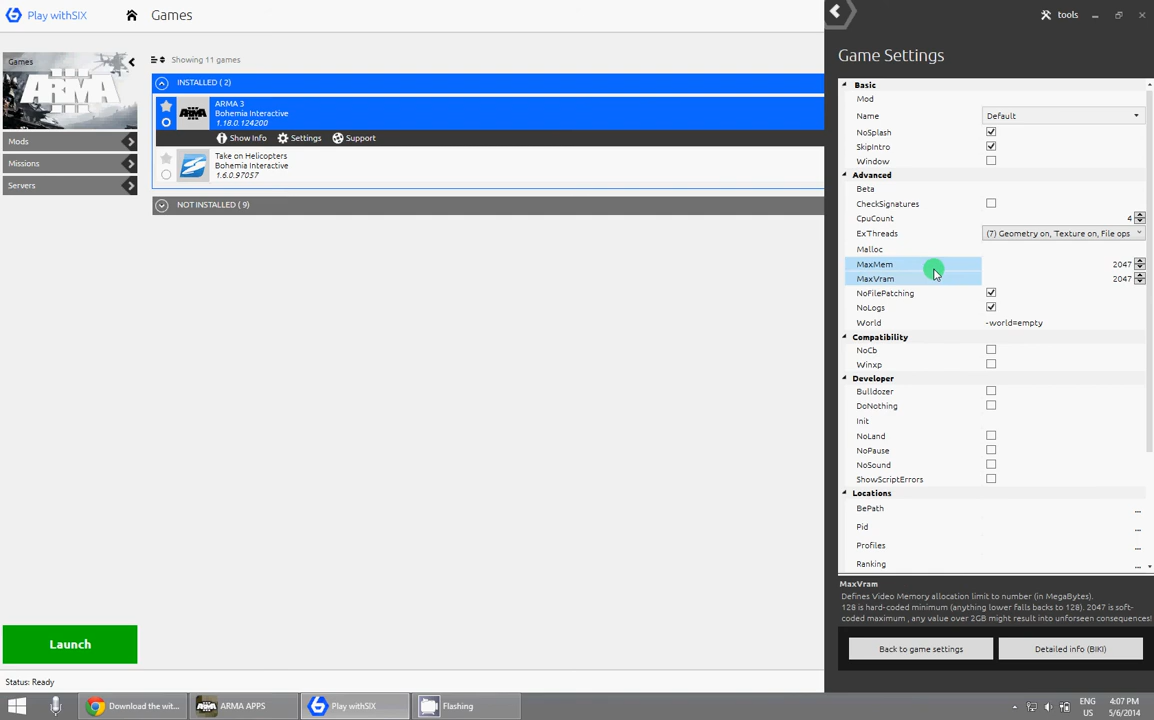 Play withSIX
Games
tools
Game Settings
Games
ARMA
III
Mods
Missions
Servers
Showing 11 games
INSTALLED ( 2)
ARMA 3
Bohemia Interactive
1.18.0.124200
Show Info
Settings
Support
Take on Helicopters
Bohemia Interactive
1.6.0.97057
NOT INSTALLED ( 9)
Basic
Mod
Name Default
NoSplash
SkipIntro
Window
Advanced
Beta
CheckSignatures
CpuCount 4
ExThreads (7) Geometry on, Texture on, File ops
Malloc
MaxMem 2047
MaxVram 2047
NoFilePatching
NoLogs
World -world=empty
Compatibility
NoCb
Winxp
Developer
Bulldozer
DoNothing
Init
NoLand
NoPause
NoSound
ShowScriptErrors
Locations
BePath ...
Pid ...
Profiles ...
Ranking ...
MaxVram
Defines Video Memory allocation limit to number (in MegaBytes).
128 is hard-coded minimum (anything lower falls backs to 128). 2047 is soft-
coded maximum , any value over 2GB might result into unforseen consequences!
Back to game settings
Detailed info (BIKI)
Launch
Status: Ready
Download the wit...
ARMA APPS
Play withSIX
Flashing
ENG
US
4:07 PM
5/6/2014